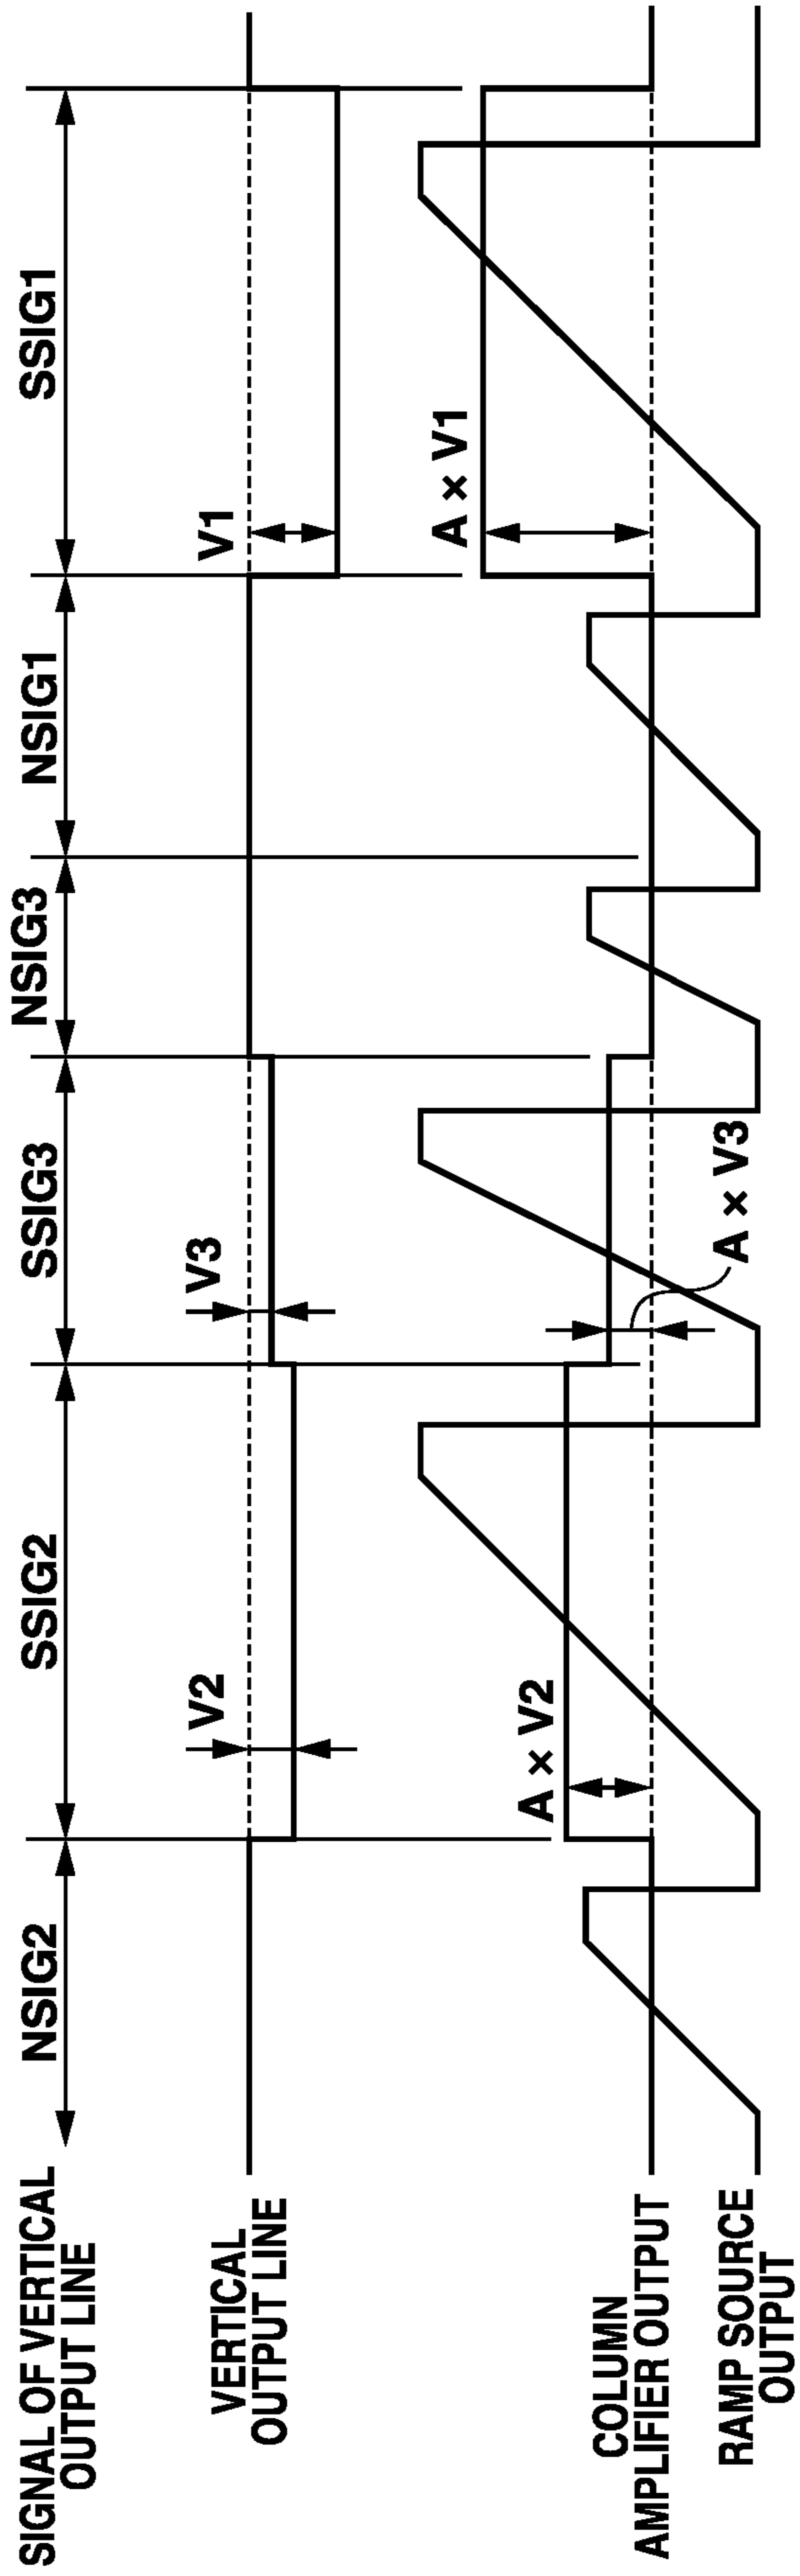 SIGNAL OF VERTICAL
OUTPUT LINE
NSIG2
SSIG2
SSIG3
NSIG3
NSIG1
SSIG1
VERTICAL
OUTPUT LINE
V2
V3
V1
COLUMN
AMPLIFIER OUTPUT
A × V2
A × V3
A × V1
RAMP SOURCE
OUTPUT